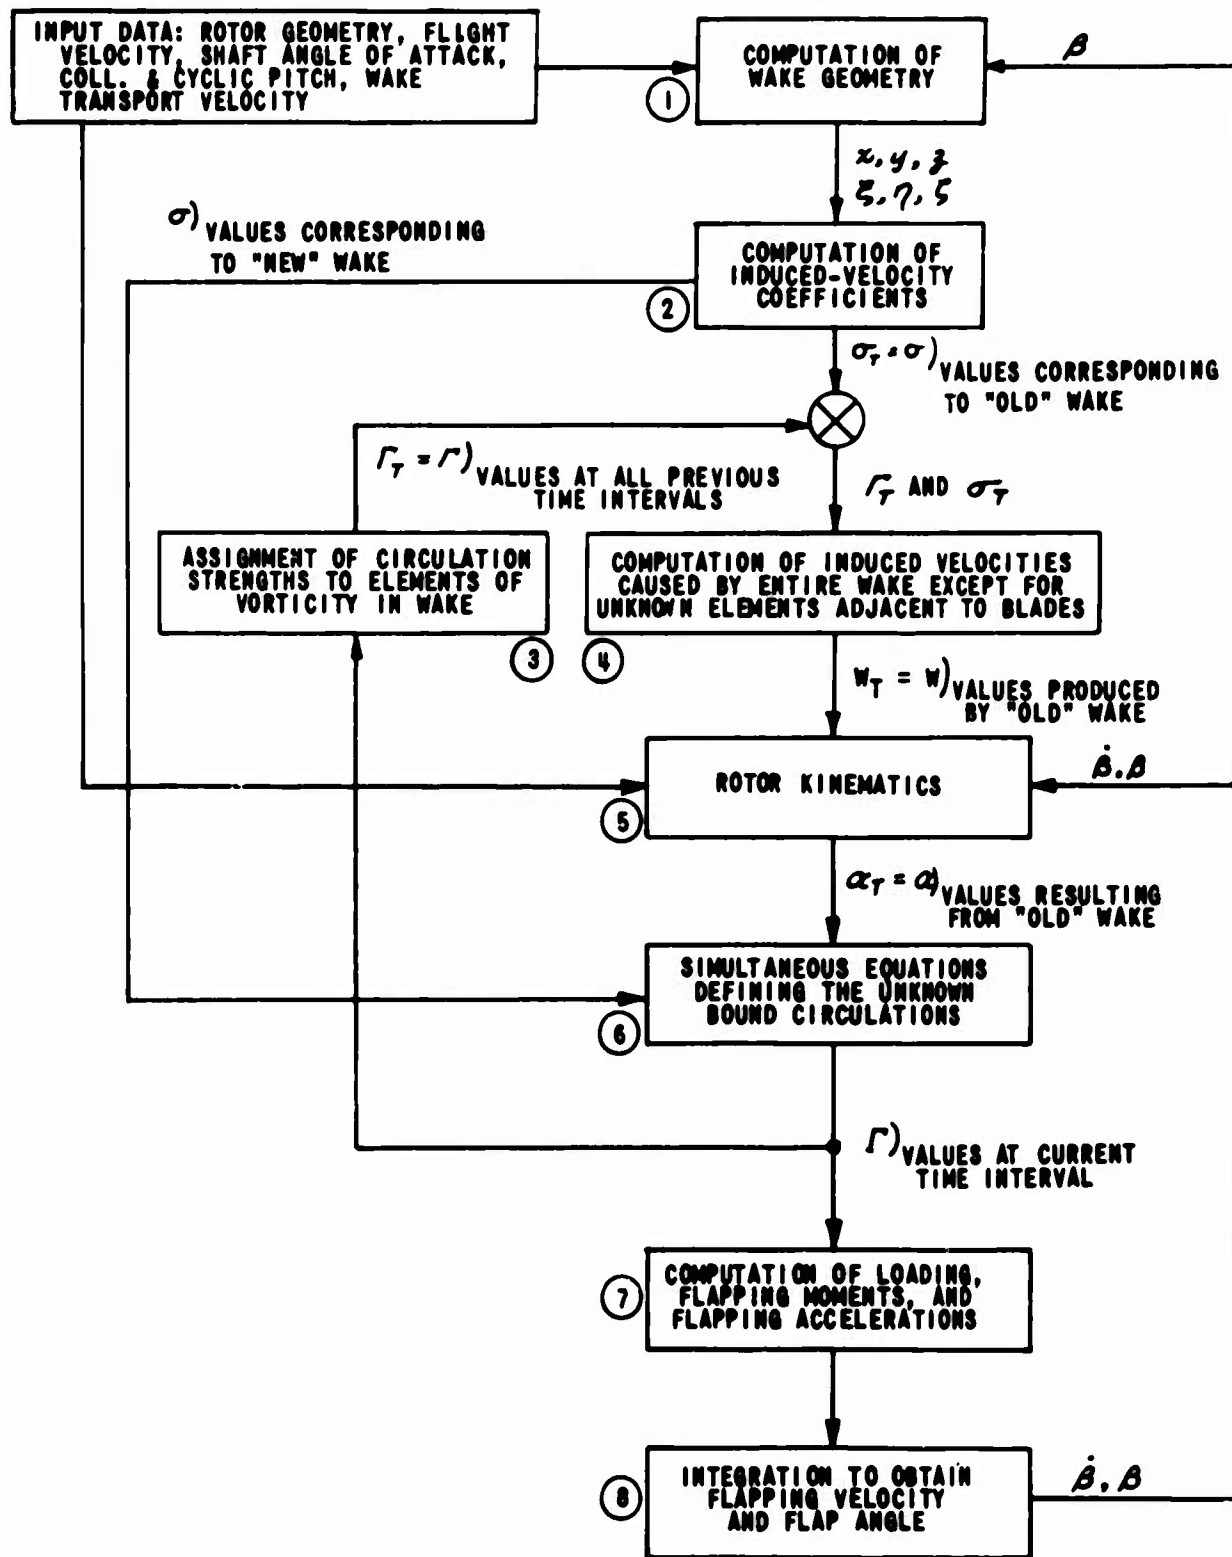 INPUT DATA: ROTOR GEOMETRY, FLIGHT
VELOCITY, SHAFT ANGLE OF ATTACK,
COLL. & CYCLIC PITCH, WAKE
TRANSPORT VELOCITY
COMPUTATION OF
WAKE GEOMETRY
1
β
x, y, z
ξ, η, ζ
σ)
VALUES CORRESPONDING
TO "NEW" WAKE
COMPUTATION OF
INDUCED-VELOCITY
COEFFICIENTS
2
σ_T = σ)
VALUES CORRESPONDING
TO "OLD" WAKE
Γ_T = Γ)
VALUES AT ALL PREVIOUS
TIME INTERVALS
Γ_T AND σ_T
ASSIGNMENT OF CIRCULATION
STRENGTHS TO ELEMENTS OF
VORTICITY IN WAKE
3
COMPUTATION OF INDUCED VELOCITIES
CAUSED BY ENTIRE WAKE EXCEPT FOR
UNKNOWN ELEMENTS ADJACENT TO BLADES
4
W_T = W)
VALUES PRODUCED
BY "OLD" WAKE
ROTOR KINEMATICS
5
β̇, β
α_T = α)
VALUES RESULTING
FROM "OLD" WAKE
SIMULTANEOUS EQUATIONS
DEFINING THE UNKNOWN
BOUND CIRCULATIONS
6
Γ)
VALUES AT CURRENT
TIME INTERVAL
COMPUTATION OF LOADING,
FLAPPING MOMENTS, AND
FLAPPING ACCELERATIONS
7
INTEGRATION TO OBTAIN
FLAPPING VELOCITY
AND FLAP ANGLE
8
β̇, β